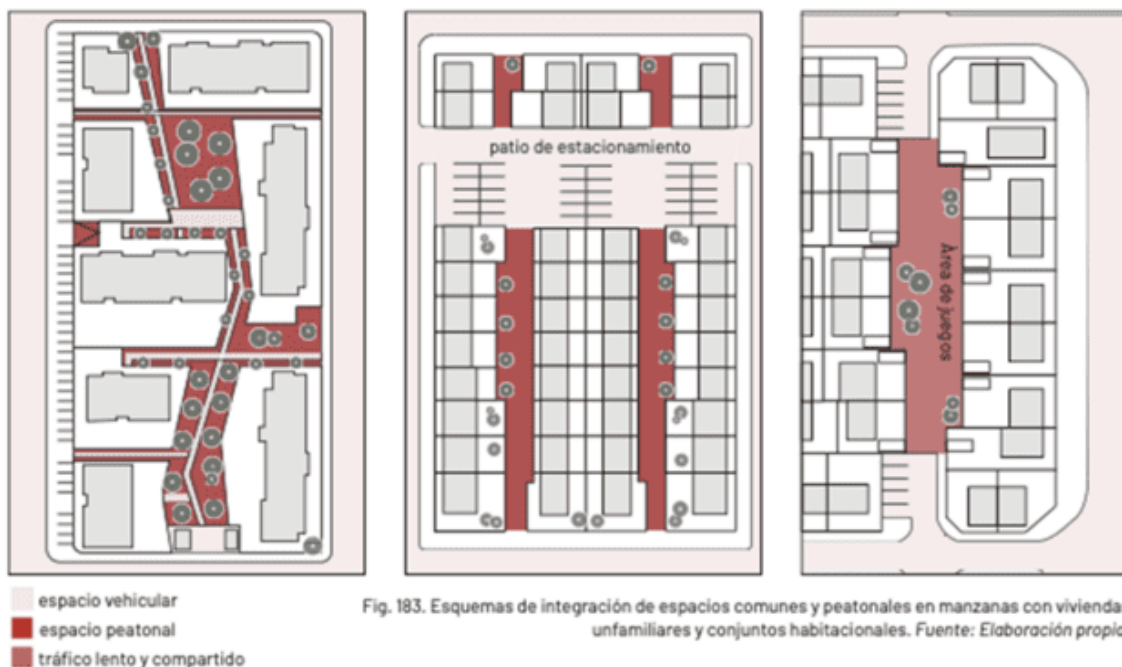 patio de estacionamiento
Área de juegos
espacio vehicular
espacio peatonal
tráfico lento y compartido
Fig. 183. Esquemas de integración de espacios comunes y peatonales en manzanas con vivienda
unfamiliares y conjuntos habitacionales. Fuente: Elaboración propia